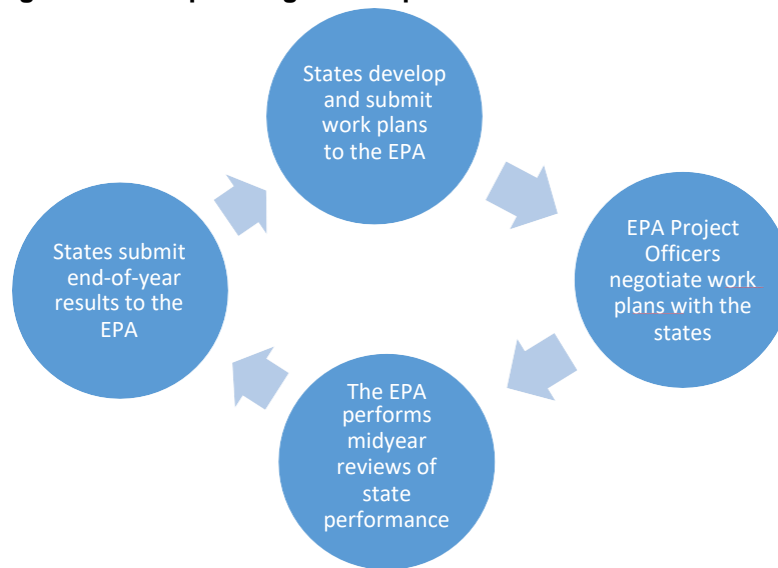 States develop
and submit
work plans
to the EPA
EPA Project
Officers
negotiate work
plans with the
states
The EPA
performs
midyear
reviews of
state
performance
States submit
end-of-year
results to the
EPA